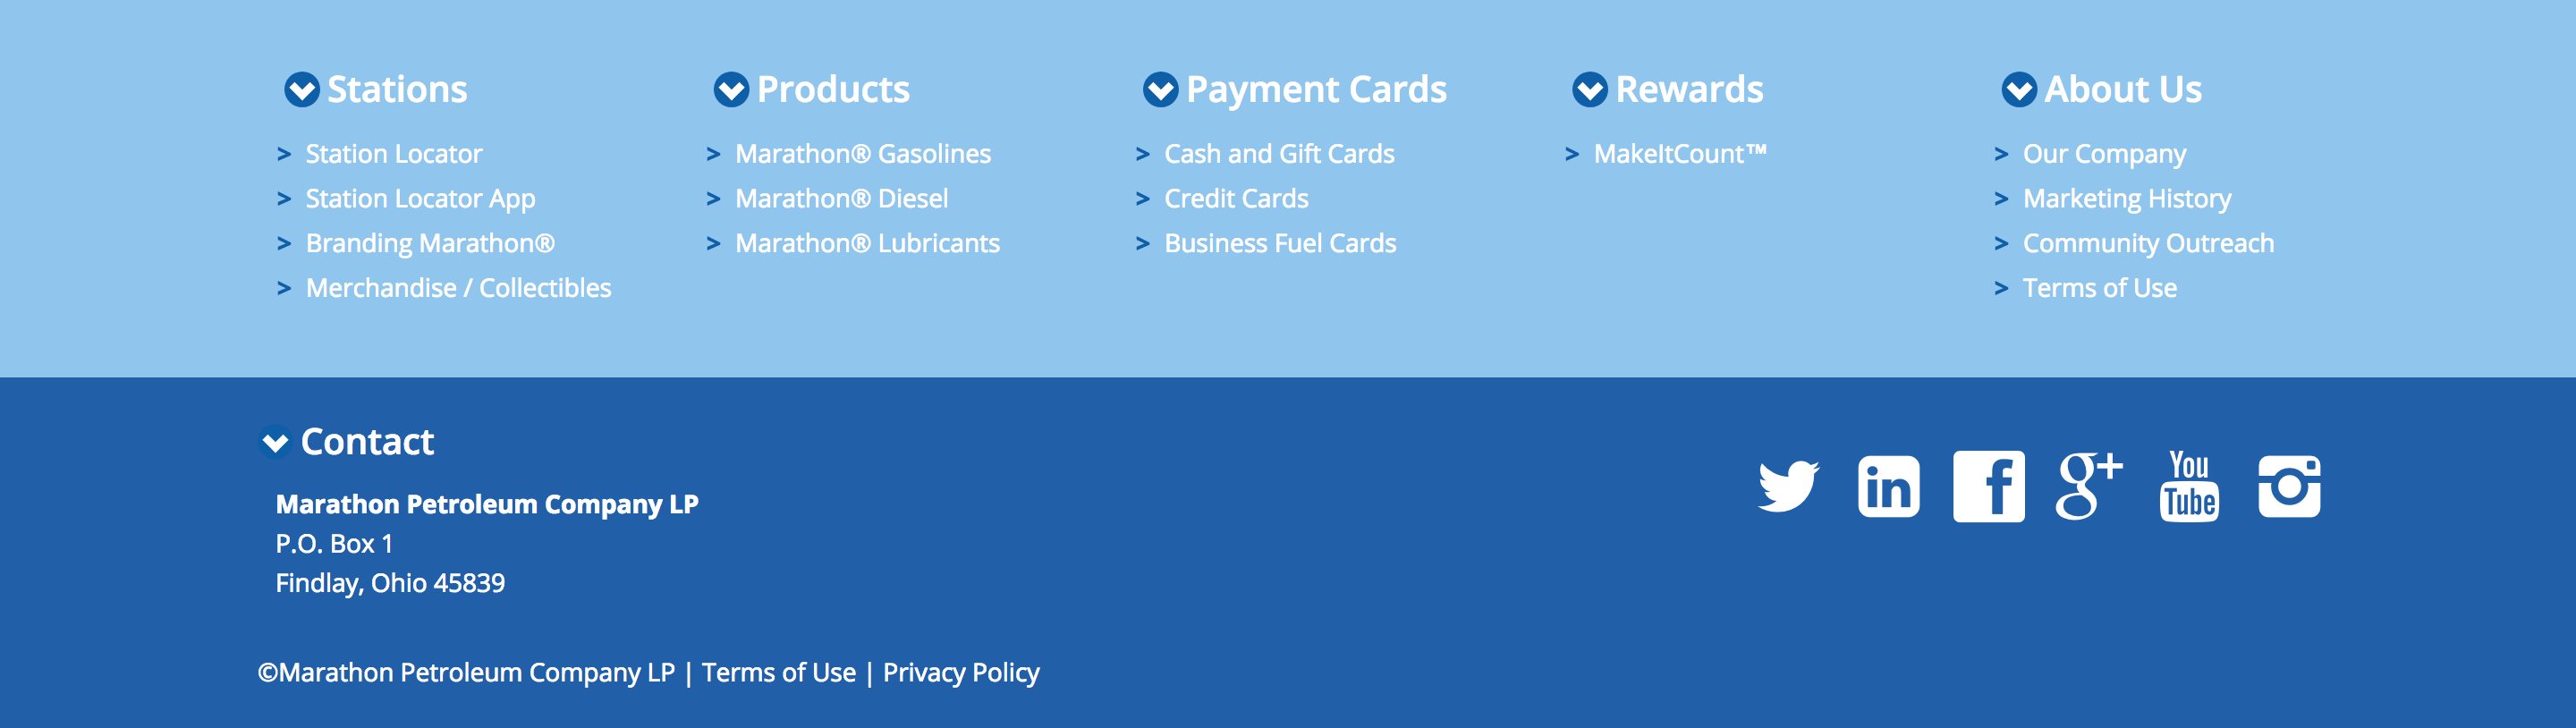 Stations
> Station Locator
> Station Locator App
> Branding Marathon®
> Merchandise / Collectibles
Products
> Marathon® Gasolines
> Marathon® Diesel
> Marathon® Lubricants
Payment Cards
> Cash and Gift Cards
> Credit Cards
> Business Fuel Cards
Rewards
> MakeItCount™
About Us
> Our Company
> Marketing History
> Community Outreach
> Terms of Use
Contact
Marathon Petroleum Company LP
P.O. Box 1
Findlay, Ohio 45839
in f g+ You Tube
©Marathon Petroleum Company LP | Terms of Use | Privacy Policy